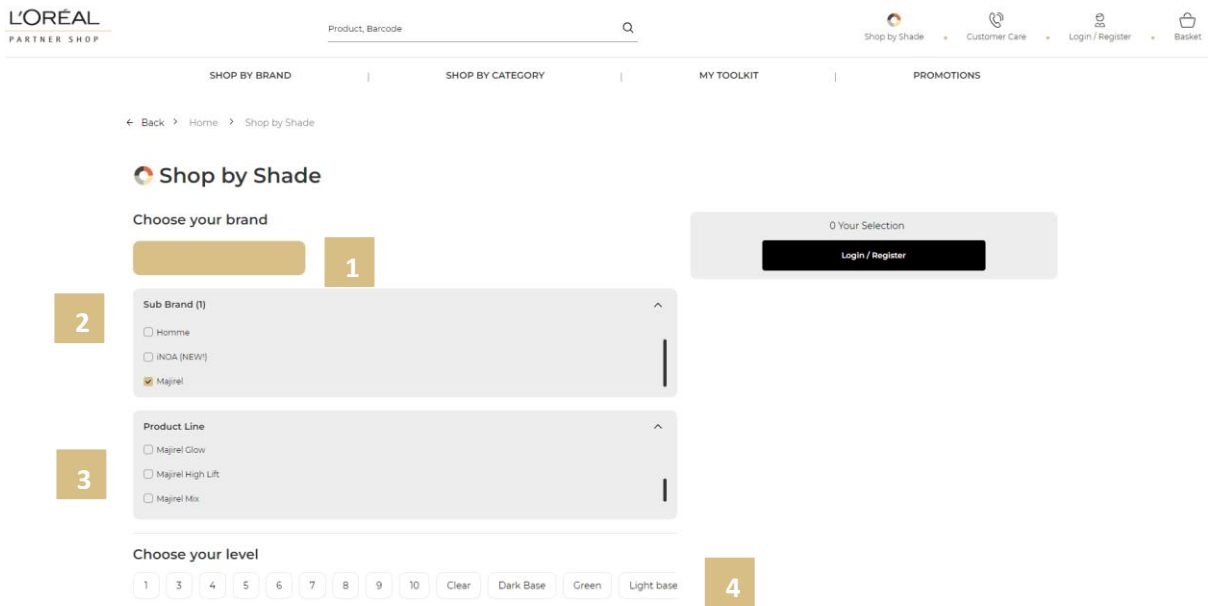 L'ORÉAL
PARTNER SHOP
Product, Barcode
Shop by Shade
Customer Care
Login / Register
Basket
SHOP BY BRAND | SHOP BY CATEGORY | MY TOOLKIT | PROMOTIONS
← Back > Home > Shop by Shade
Shop by Shade
Choose your brand
0 Your Selection
Login / Register
1
2
Sub Brand (1)
Homme
iNOA (NEW!)
Majirel
3
Product Line
Majirel Glow
Majirel High Lift
Majirel Mix
Choose your level
1 3 4 5 6 7 8 9 10 Clear Dark Base Green Light base
4